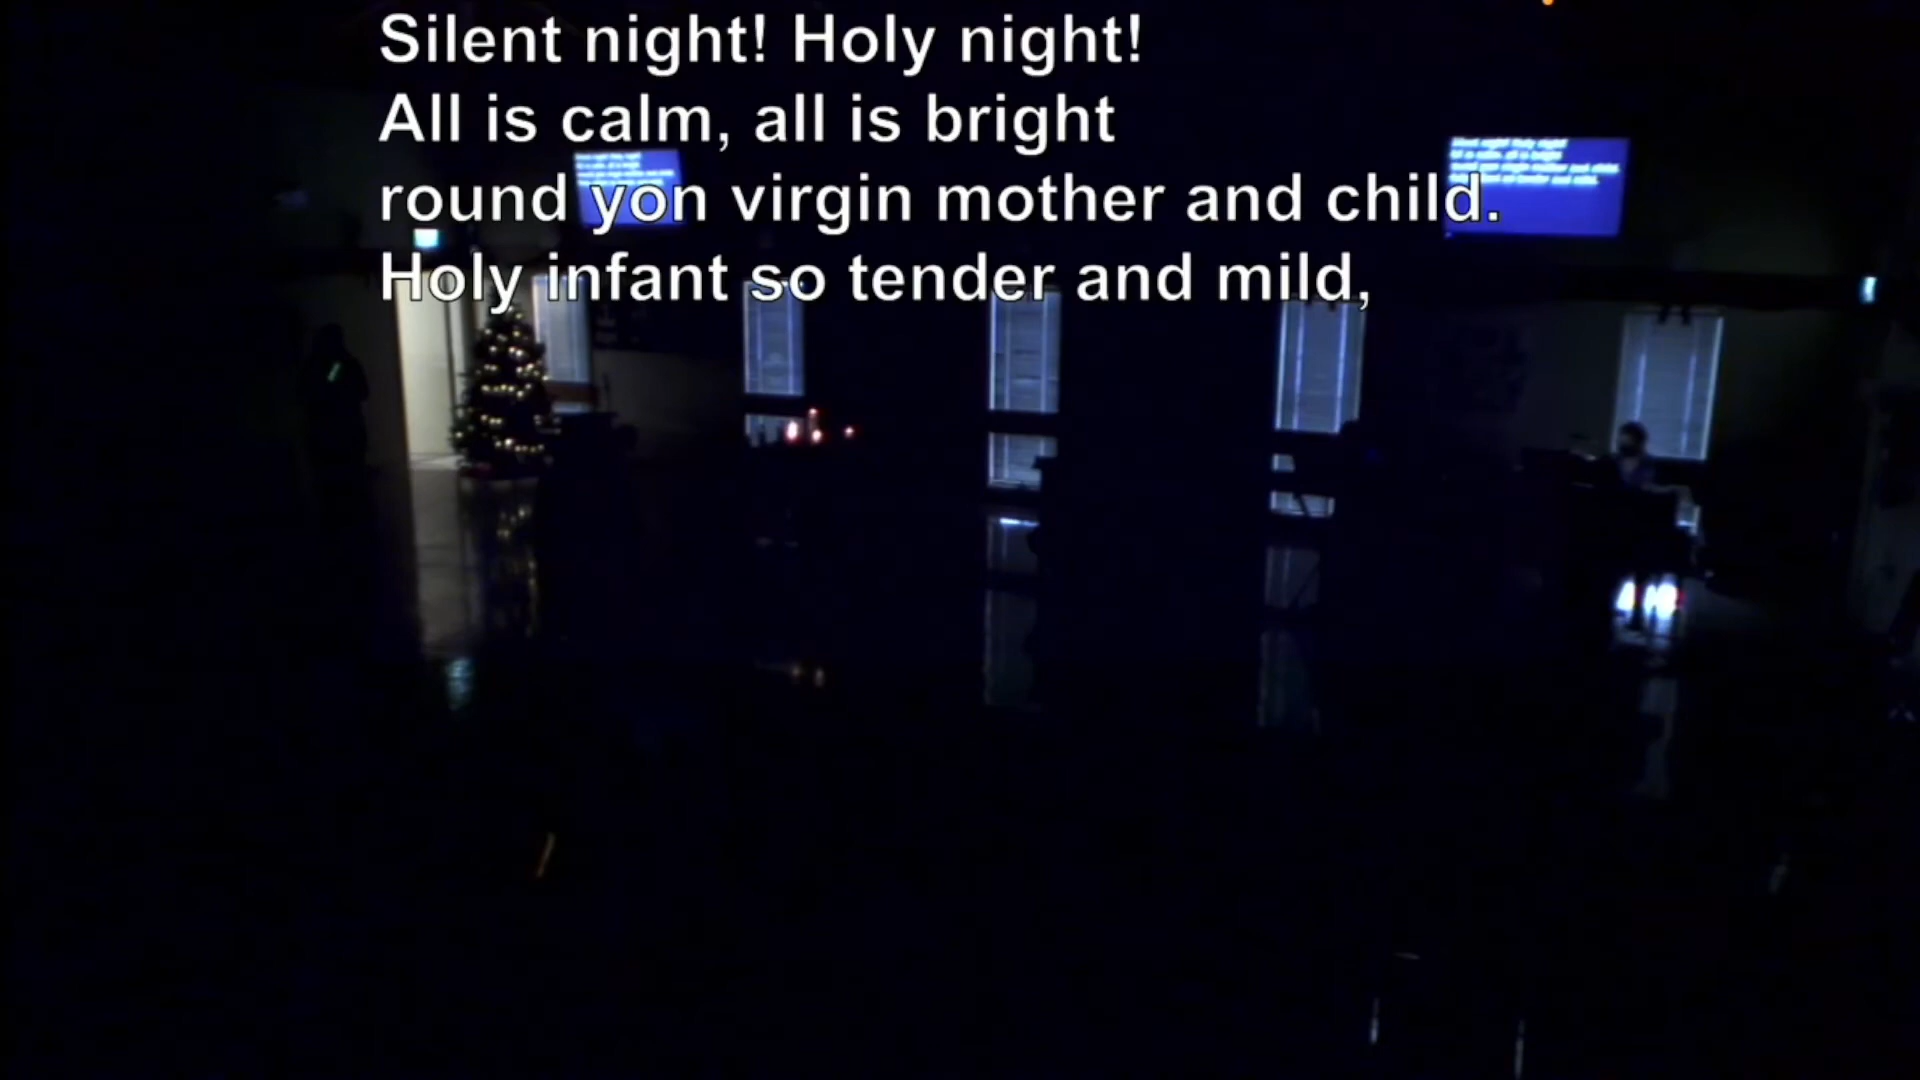 Silent night! Holy night!
All is calm, all is bright
round yon virgin mother and child.
Holy infant so tender and mild,